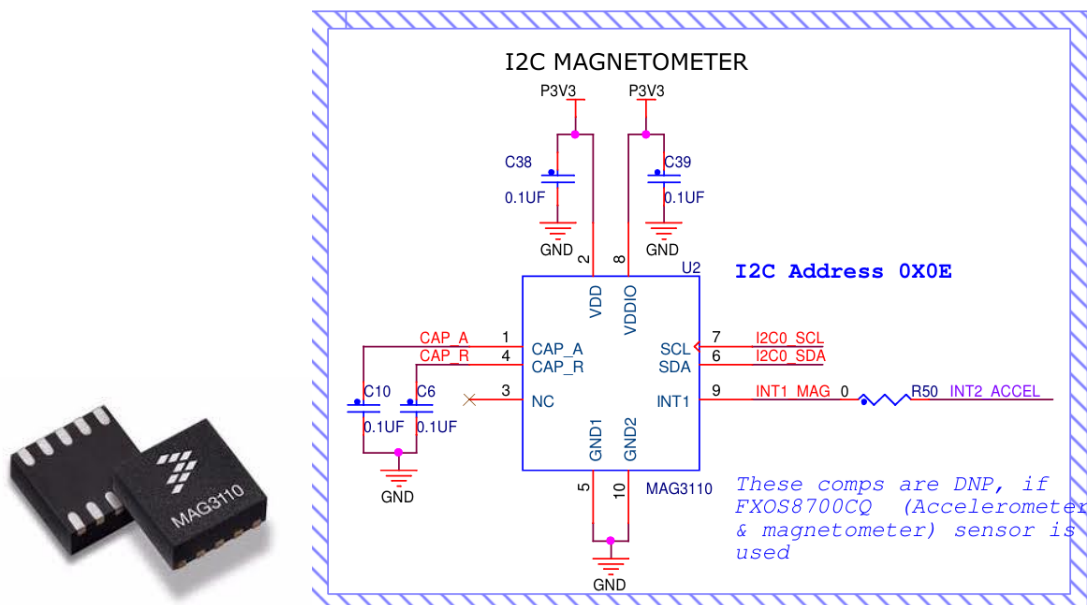 I2C MAGNETOMETER
P3V3
P3V3
C38
0.1UF
GND
C39
0.1UF
GND
2
8
U2
I2C Address 0X0E
VDD
VDDIO
CAP_A
1
CAP_A
CAP_R
4
CAP_R
3
NC
SCL
7
I2C0_SCL
SDA
6
I2C0_SDA
INT1
9
INT1_MAG
0
R50
INT2_ACCEL
C10
0.1UF
C6
0.1UF
GND
GND1
GND2
5
10
MAG3110
GND
These comps are DNP, if
FXOS8700CQ (Accelerometer
& magnetometer) sensor is
used
MAG3110